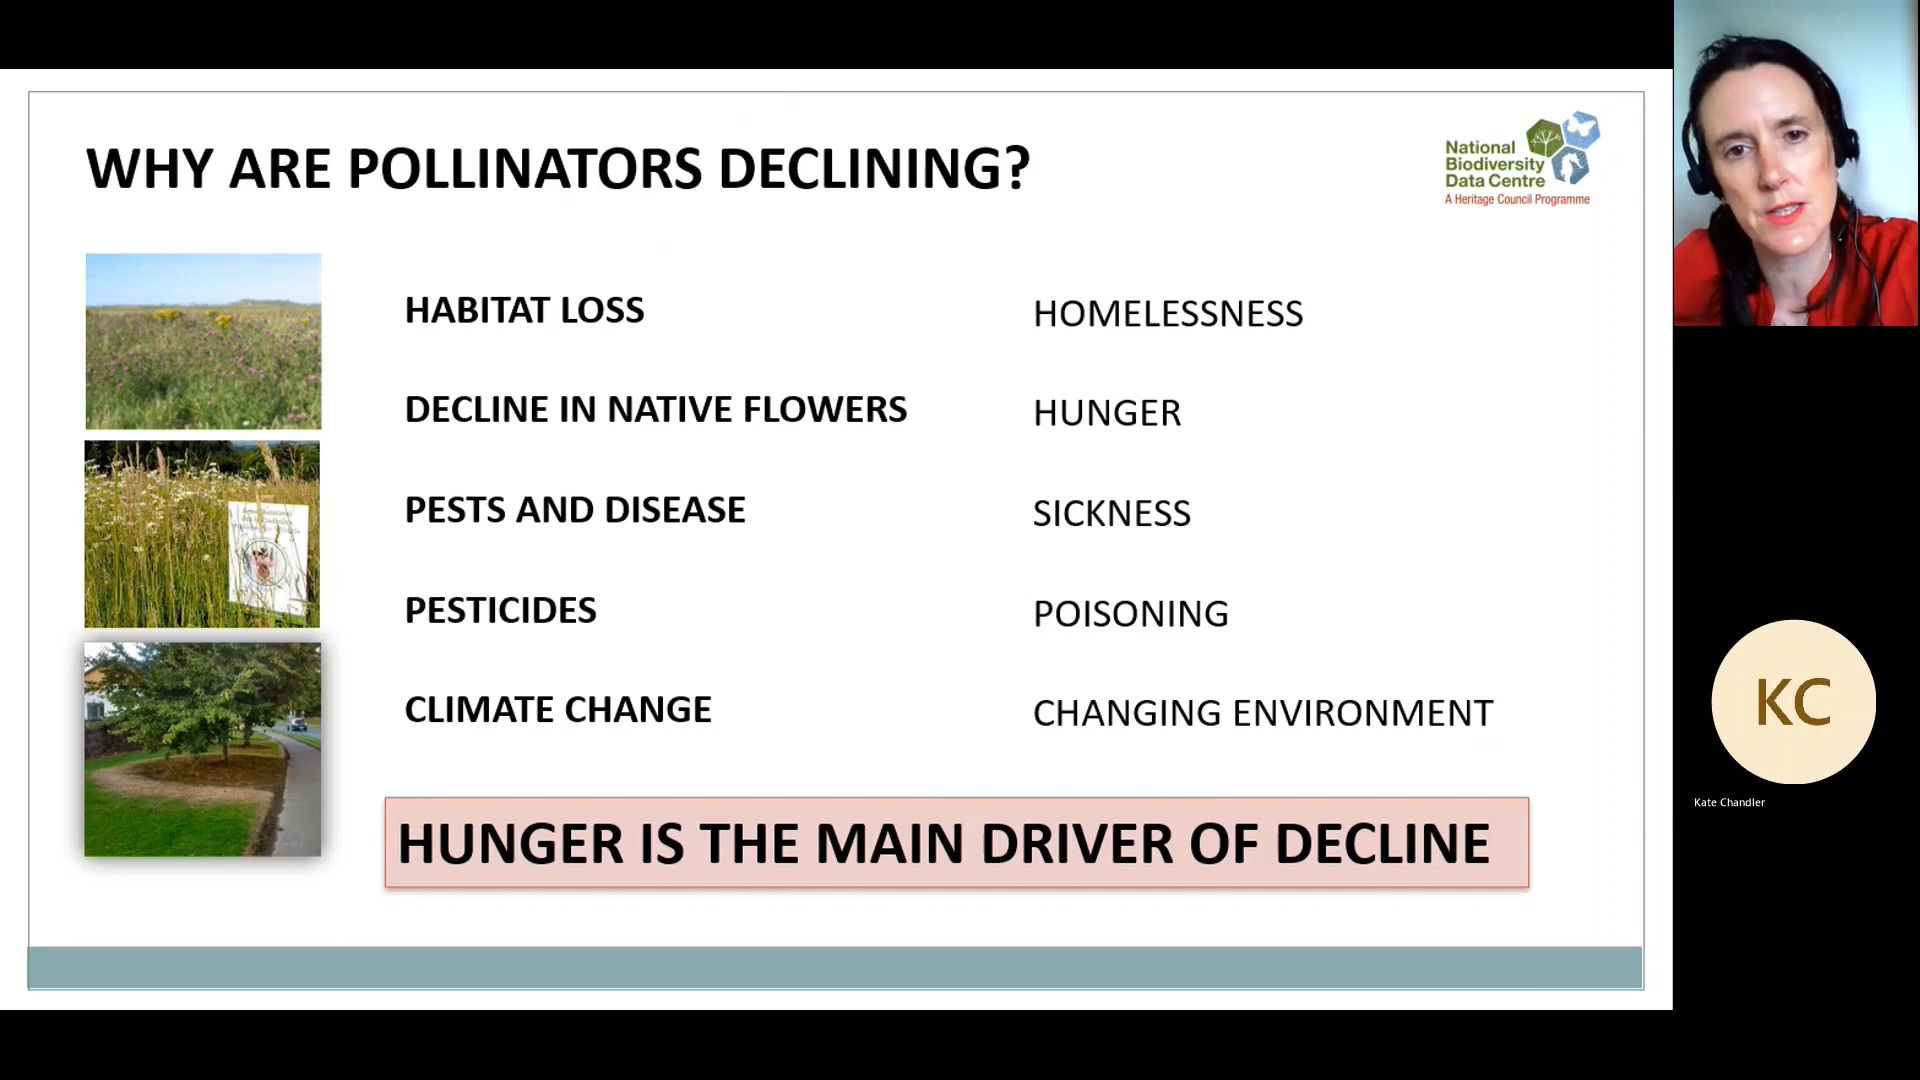 WHY ARE POLLINATORS DECLINING?
National
Biodiversity
Data Centre
A Heritage Council Programme
HABITAT LOSS
HOMELESSNESS
DECLINE IN NATIVE FLOWERS
HUNGER
PESTS AND DISEASE
SICKNESS
PESTICIDES
POISONING
CLIMATE CHANGE
CHANGING ENVIRONMENT
HUNGER IS THE MAIN DRIVER OF DECLINE
KC
Kate Chandler